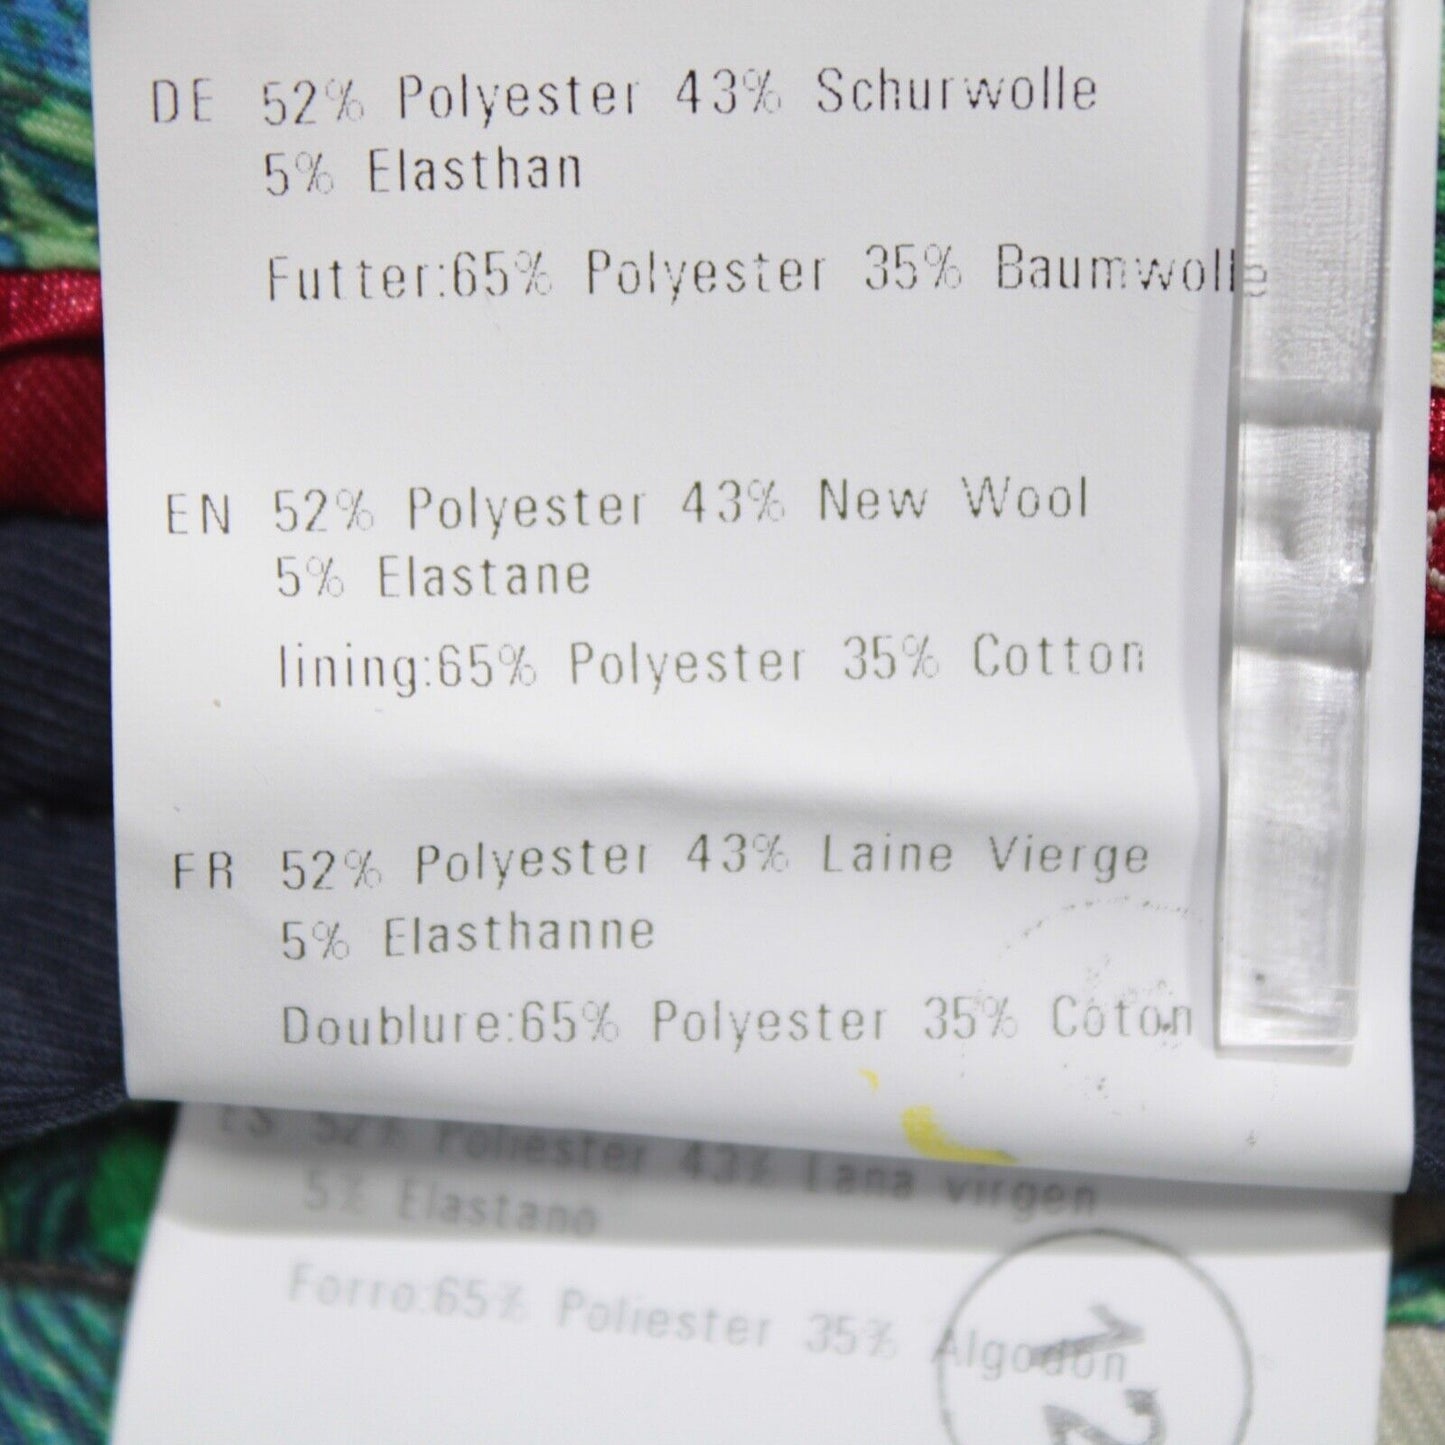 DE 52% Polyester 43% Schurwolle
5% Elasthan
Futter:65% Polyester 35% Baumwolle
EN 52% Polyester 43% New Wool
5% Elastane
lining:65% Polyester 35% Cotton
FR 52% Polyester 43% Laine Vierge
5% Elasthanne
Doublure:65% Polyester 35% Coton
ES 52% Poliester 43% Lana virgen
5% Elastano
Forro:65% Poliester 35% Algodon
12